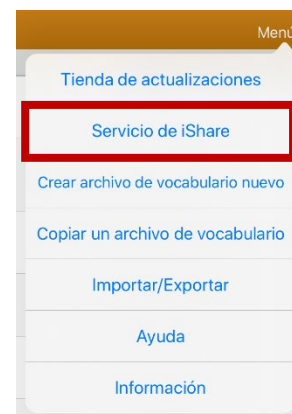 Menú
Tienda de actualizaciones
Servicio de iShare
Crear archivo de vocabulario nuevo
Copiar un archivo de vocabulario
Importar/Exportar
Ayuda
Información